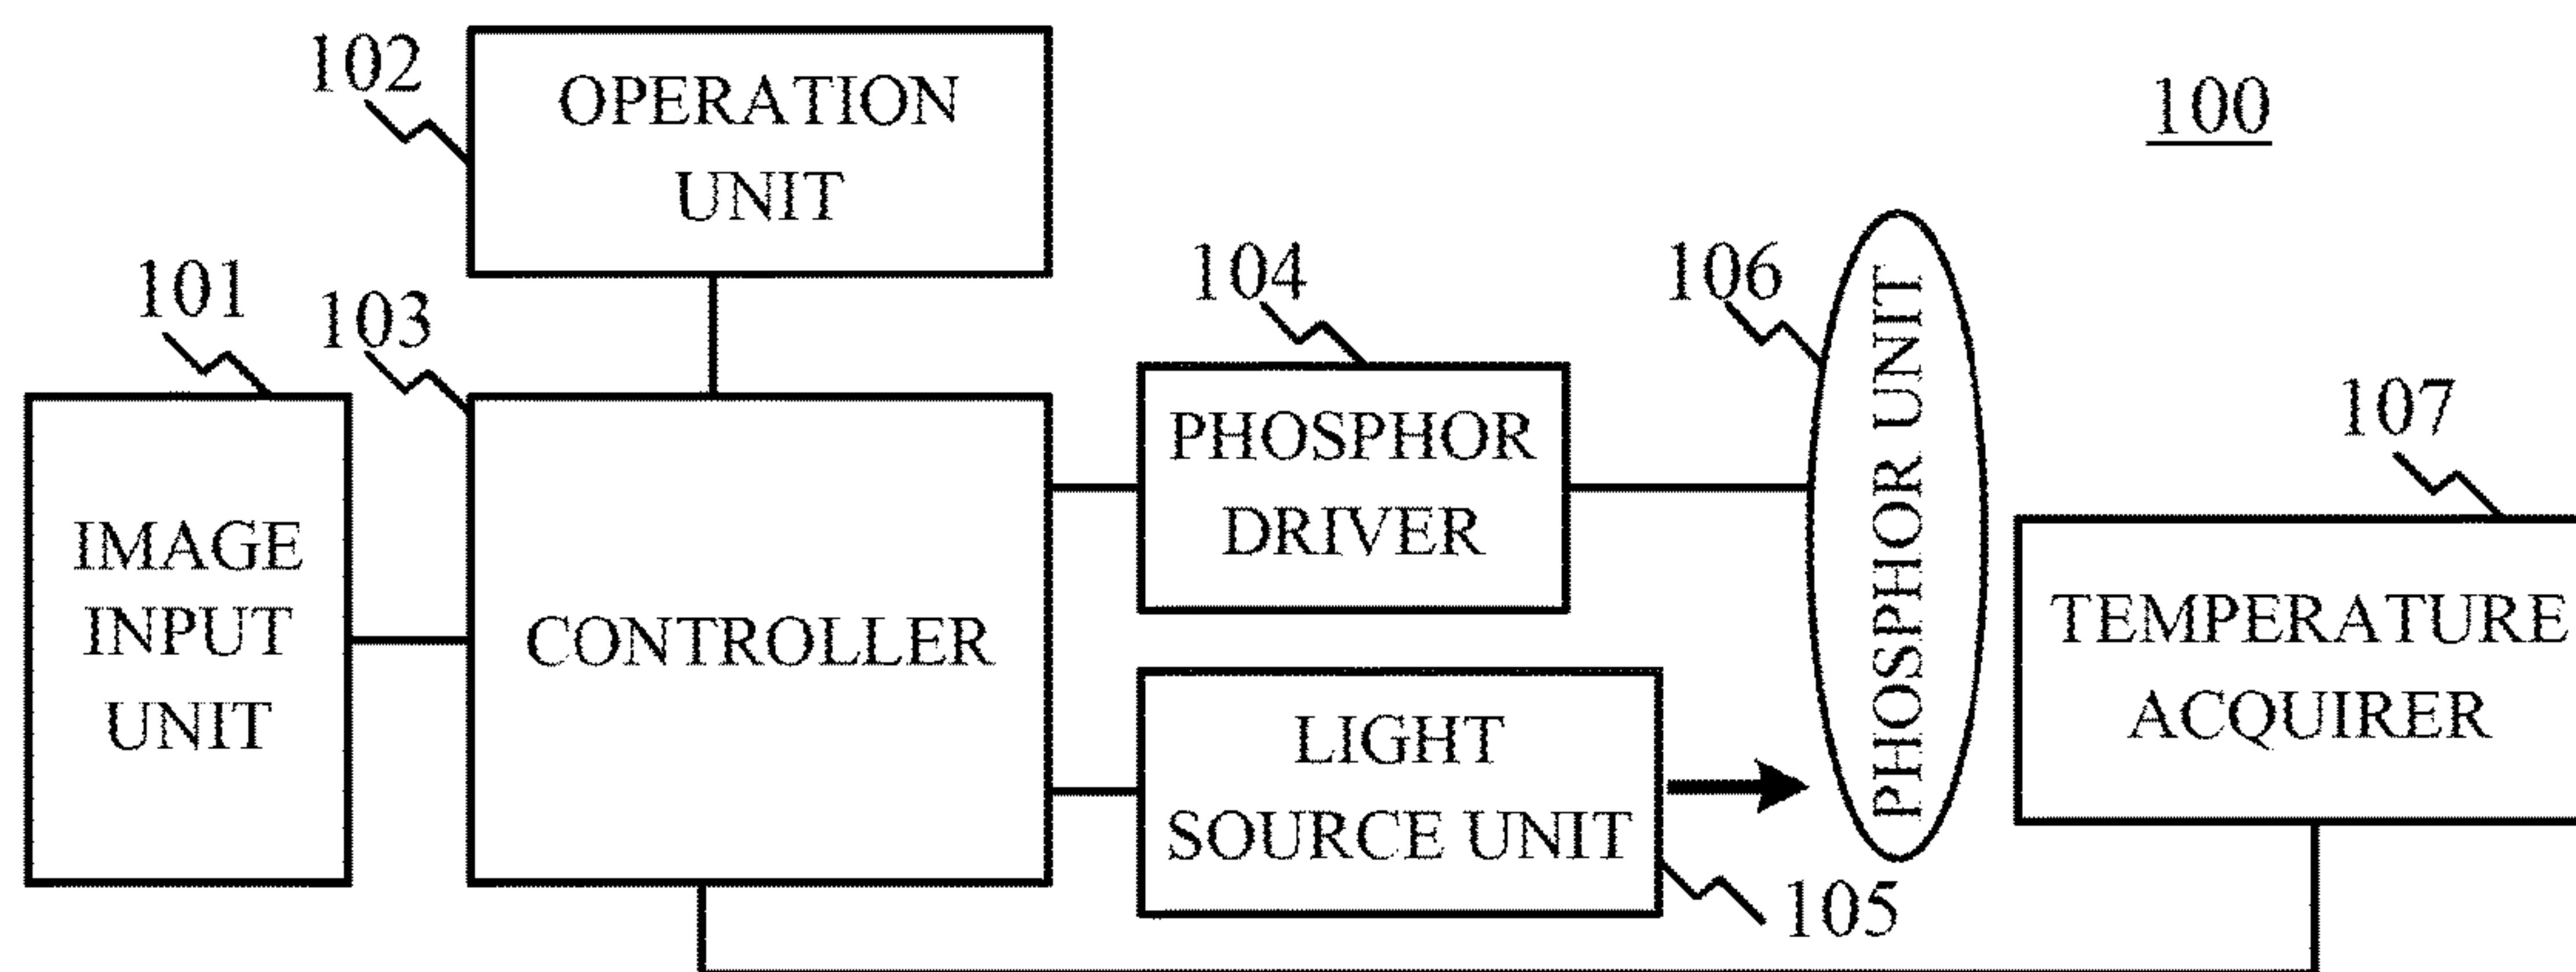 102
OPERATION
UNIT
100
101
103
104
106
107
IMAGE
INPUT
UNIT
CONTROLLER
PHOSPHOR
DRIVER
LIGHT
SOURCE UNIT
105
PHOSPHOR UNIT
TEMPERATURE
ACQUIRER